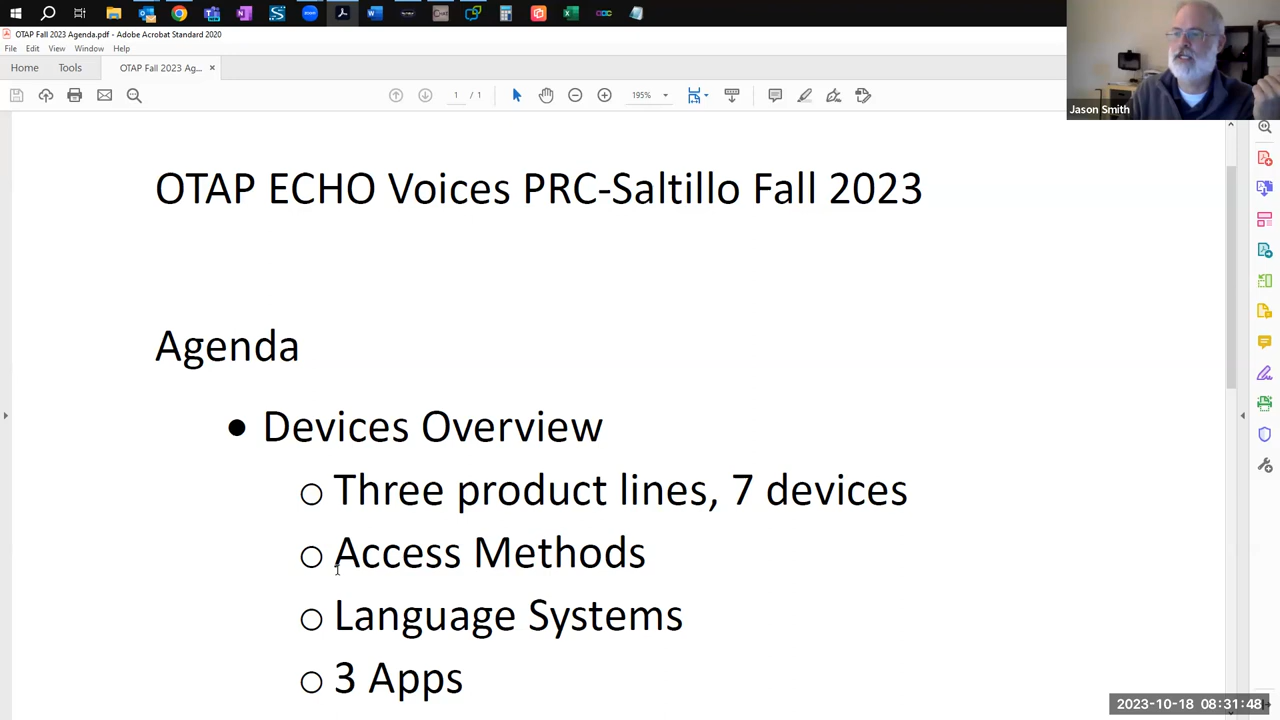 OTAP Fall 2023 Agenda.pdf - Adobe Acrobat Standard 2020
File Edit View Window Help
Home Tools OTAP Fall 2023 Ag... ×
1 / 1 195%
Jason Smith
OTAP ECHO Voices PRC-Saltillo Fall 2023
Agenda
• Devices Overview
○ Three product lines, 7 devices
○ Access Methods
○ Language Systems
○ 3 Apps
2023-10-18 08:31:48